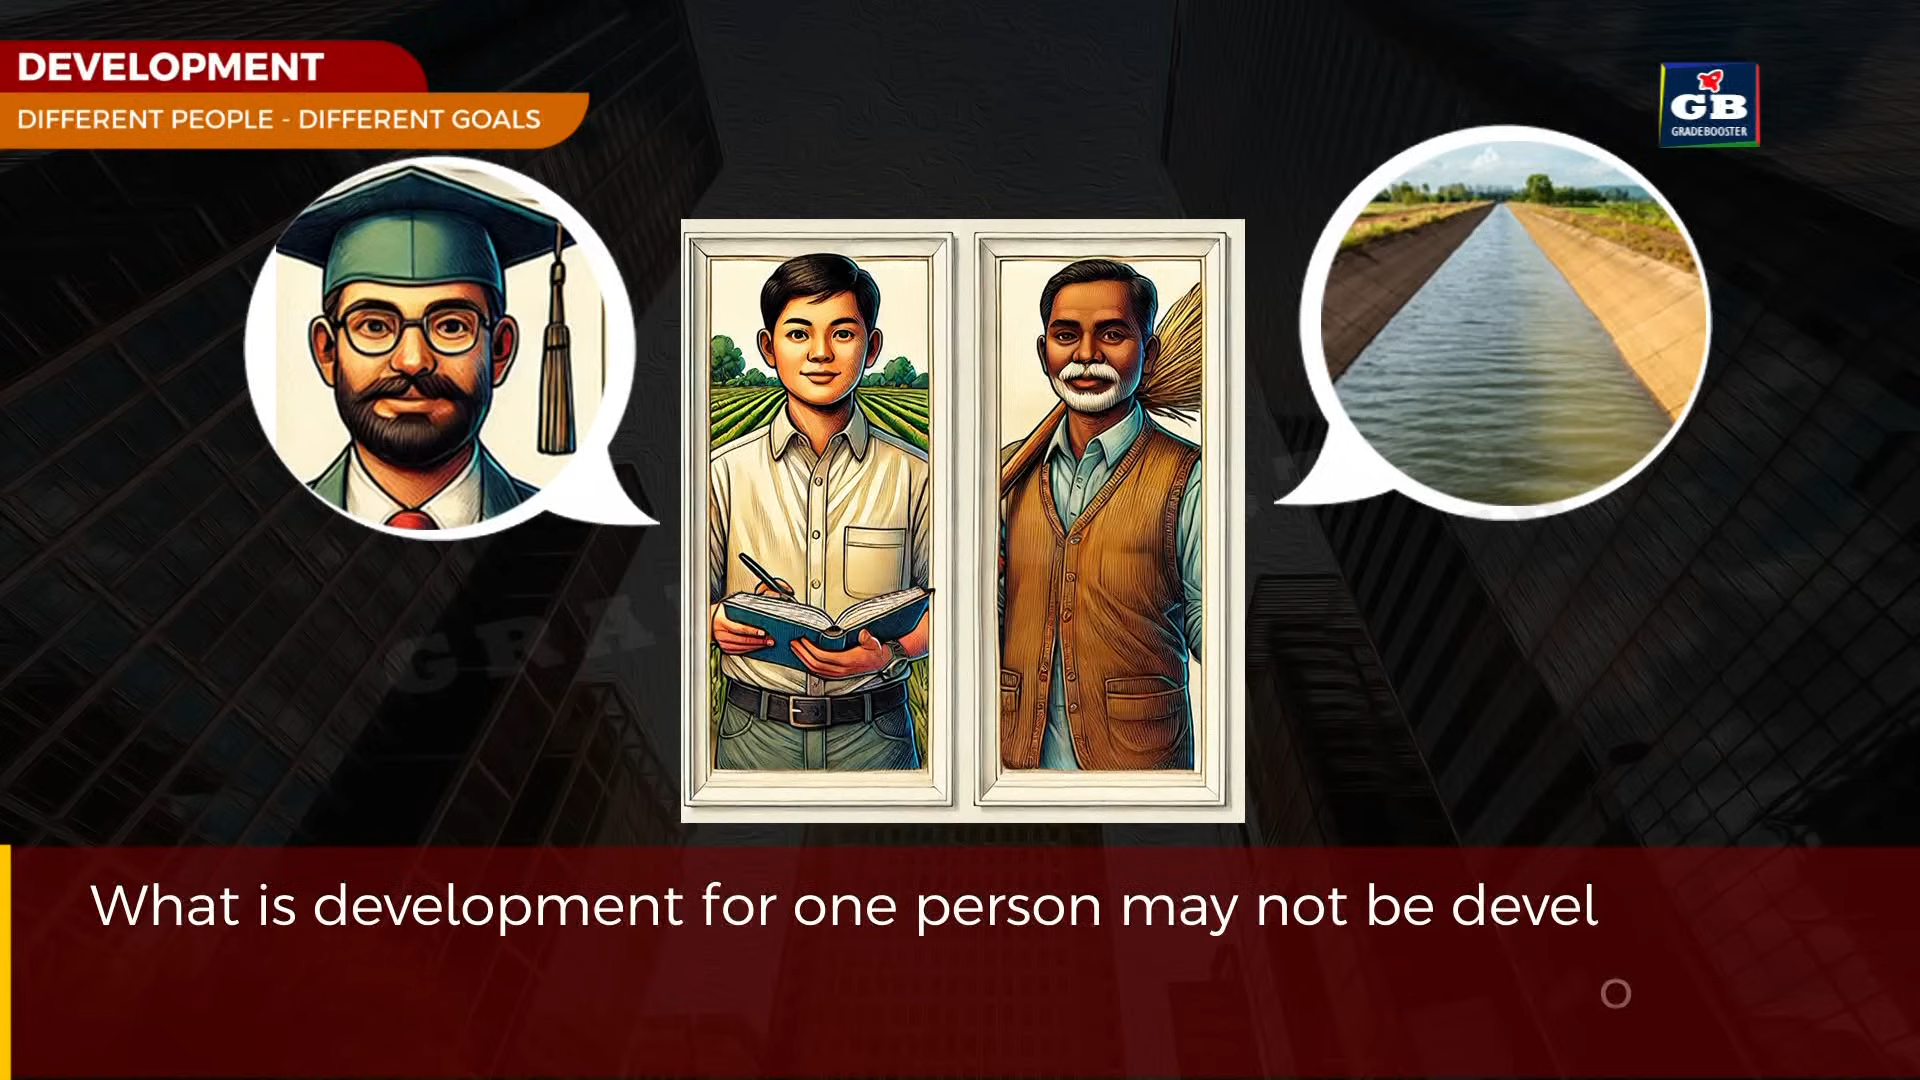 DEVELOPMENT
DIFFERENT PEOPLE - DIFFERENT GOALS
GB
GRADEBOOSTER
What is development for one person may not be devel
o